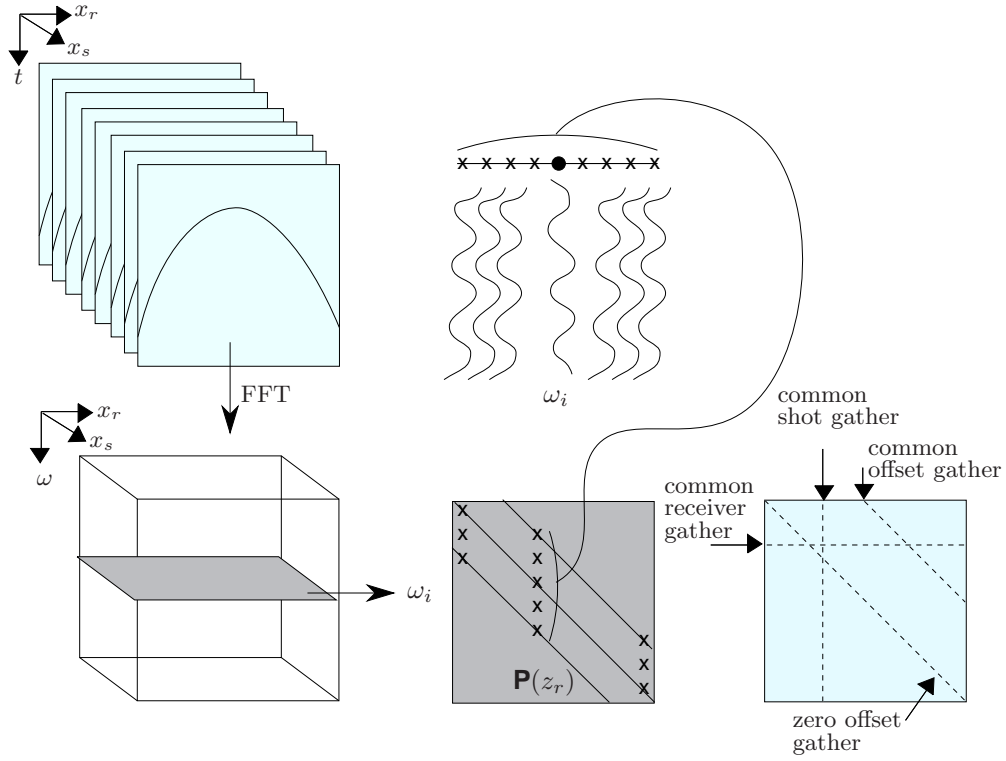 x_r
x_s
t
x x x x x x x x
ω_i
FFT
x_r
x_s
ω
ω_i
x
x
x
x
x
x
x
x
x
x
x
P(z_r)
common
shot gather
common
offset gather
common
receiver
gather
zero offset
gather